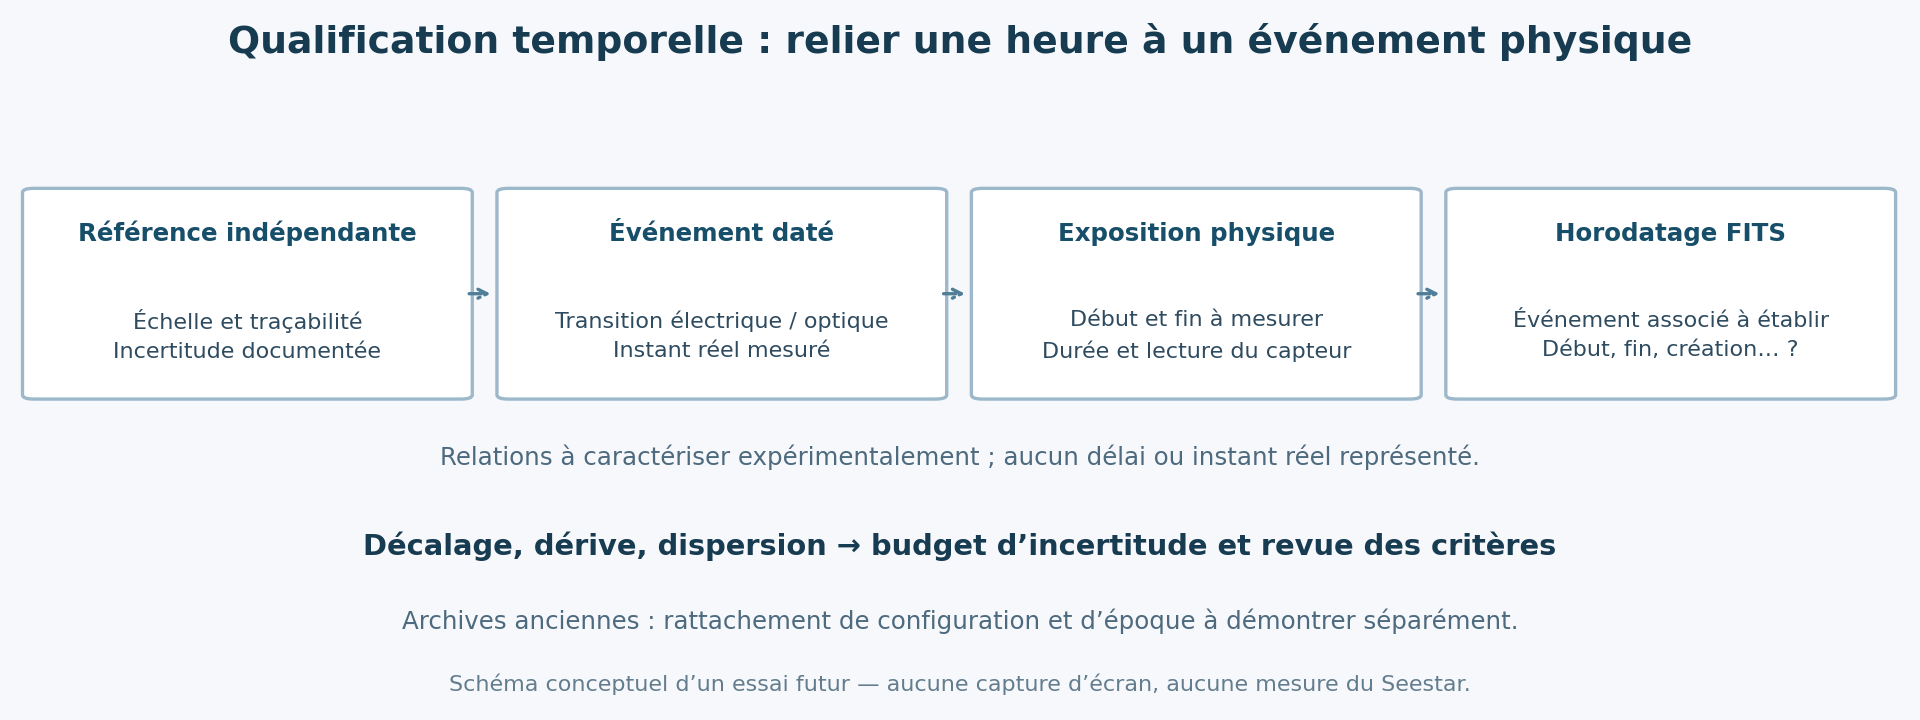 Qualification temporelle : relier une heure à un événement physique
Référence indépendante
Échelle et traçabilité
Incertitude documentée
Événement daté
Transition électrique / optique
Instant réel mesuré
Exposition physique
Début et fin à mesurer
Durée et lecture du capteur
Horodatage FITS
Événement associé à établir
Début, fin, création... ?
Relations à caractériser expérimentalement ; aucun délai ou instant réel représenté.
Décalage, dérive, dispersion → budget d’incertitude et revue des critères
Archives anciennes : rattachement de configuration et d’époque à démontrer séparément.
Schéma conceptuel d’un essai futur — aucune capture d’écran, aucune mesure du Seestar.